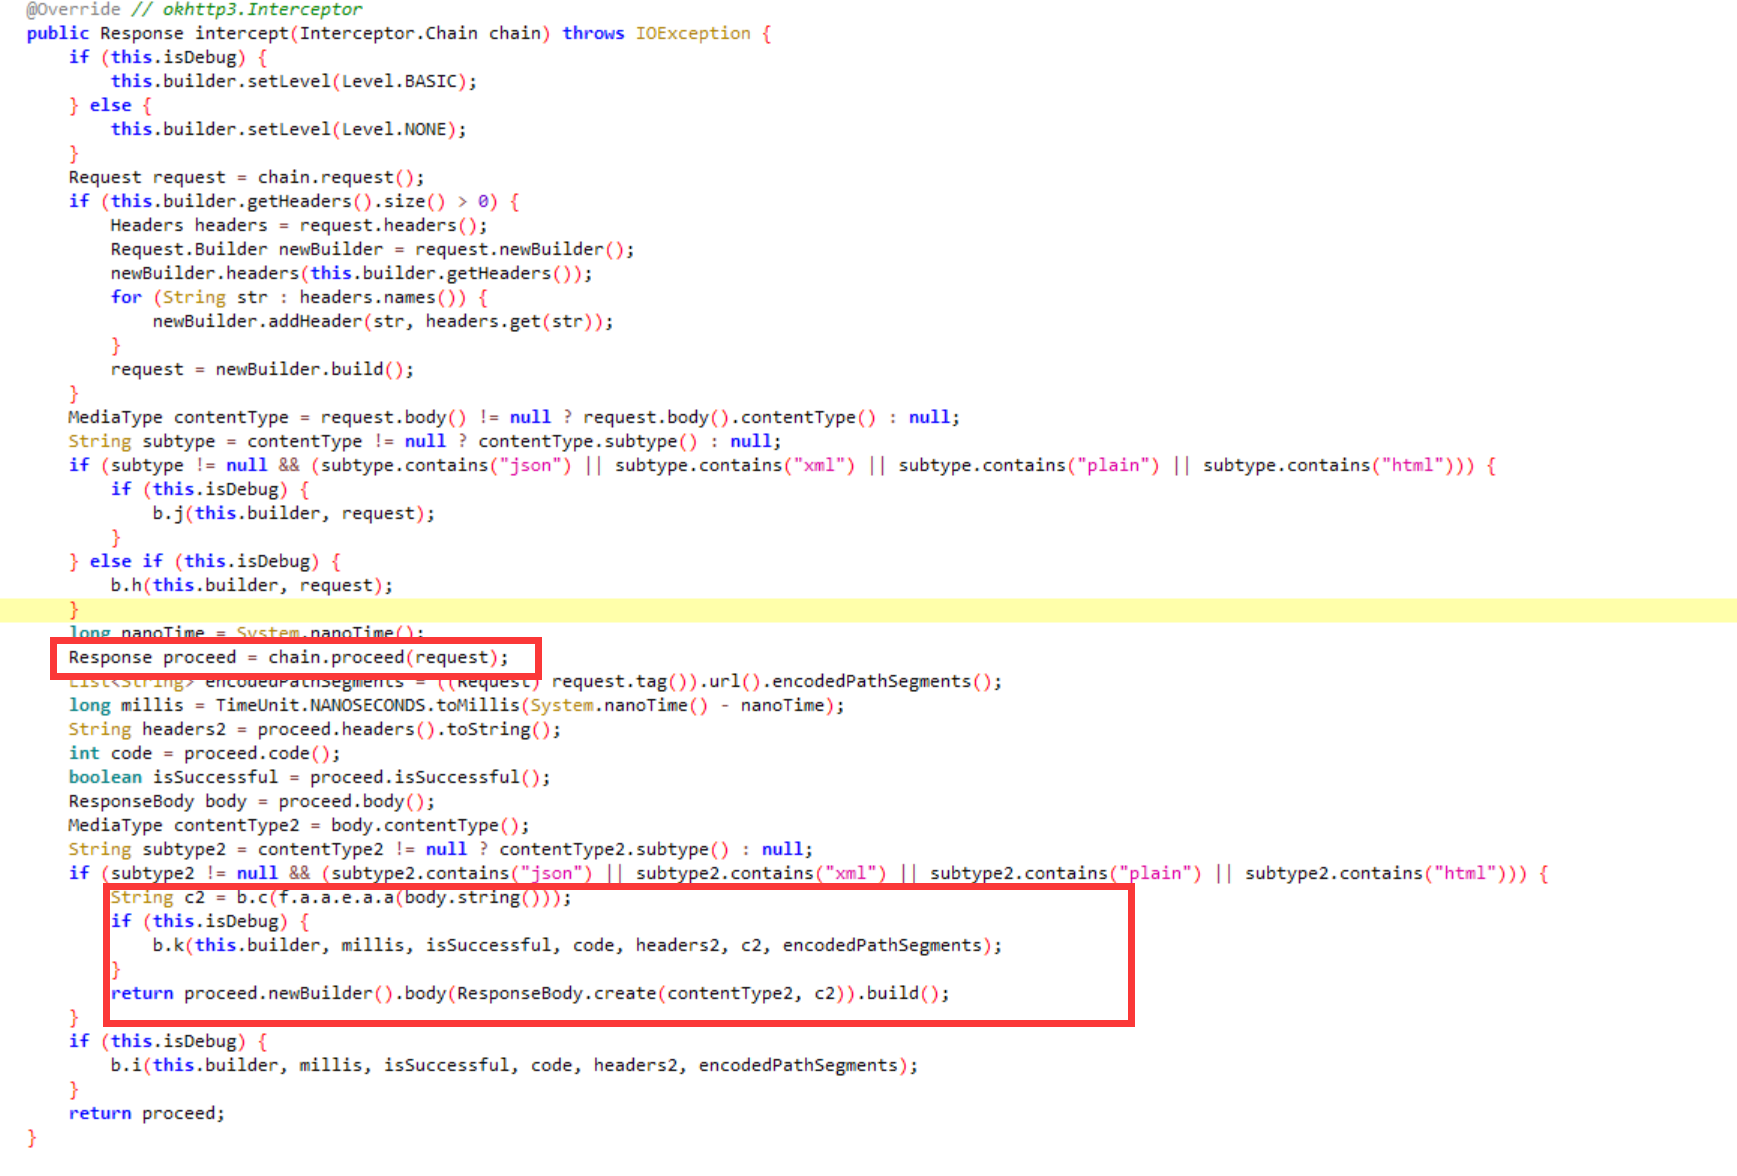 @Override // okhttp3.Interceptor
public Response intercept(Interceptor.Chain chain) throws IOException {
    if (this.isDebug) {
        this.builder.setLevel(Level.BASIC);
    } else {
        this.builder.setLevel(Level.NONE);
    }
    Request request = chain.request();
    if (this.builder.getHeaders().size() > 0) {
        Headers headers = request.headers();
        Request.Builder newBuilder = request.newBuilder();
        newBuilder.headers(this.builder.getHeaders());
        for (String str : headers.names()) {
            newBuilder.addHeader(str, headers.get(str));
        }
        request = newBuilder.build();
    }
    MediaType contentType = request.body() != null ? request.body().contentType() : null;
    String subtype = contentType != null ? contentType.subtype() : null;
    if (subtype != null && (subtype.contains("json") || subtype.contains("xml") || subtype.contains("plain") || subtype.contains("html"))) {
        if (this.isDebug) {
            b.j(this.builder, request);
        }
    } else if (this.isDebug) {
        b.h(this.builder, request);
    }
    long nanoTime = System.nanoTime();
    Response proceed = chain.proceed(request);
    List<String> encodedPathSegments = ((Request) request.tag()).url().encodedPathSegments();
    long millis = TimeUnit.NANOSECONDS.toMillis(System.nanoTime() - nanoTime);
    String headers2 = proceed.headers().toString();
    int code = proceed.code();
    boolean isSuccessful = proceed.isSuccessful();
    ResponseBody body = proceed.body();
    MediaType contentType2 = body.contentType();
    String subtype2 = contentType2 != null ? contentType2.subtype() : null;
    if (subtype2 != null && (subtype2.contains("json") || subtype2.contains("xml") || subtype2.contains("plain") || subtype2.contains("html"))) {
        String c2 = b.c(f.a.a.e.a.a(body.string()));
        if (this.isDebug) {
            b.k(this.builder, millis, isSuccessful, code, headers2, c2, encodedPathSegments);
        }
        return proceed.newBuilder().body(ResponseBody.create(contentType2, c2)).build();
    }
    if (this.isDebug) {
        b.i(this.builder, millis, isSuccessful, code, headers2, encodedPathSegments);
    }
    return proceed;
}